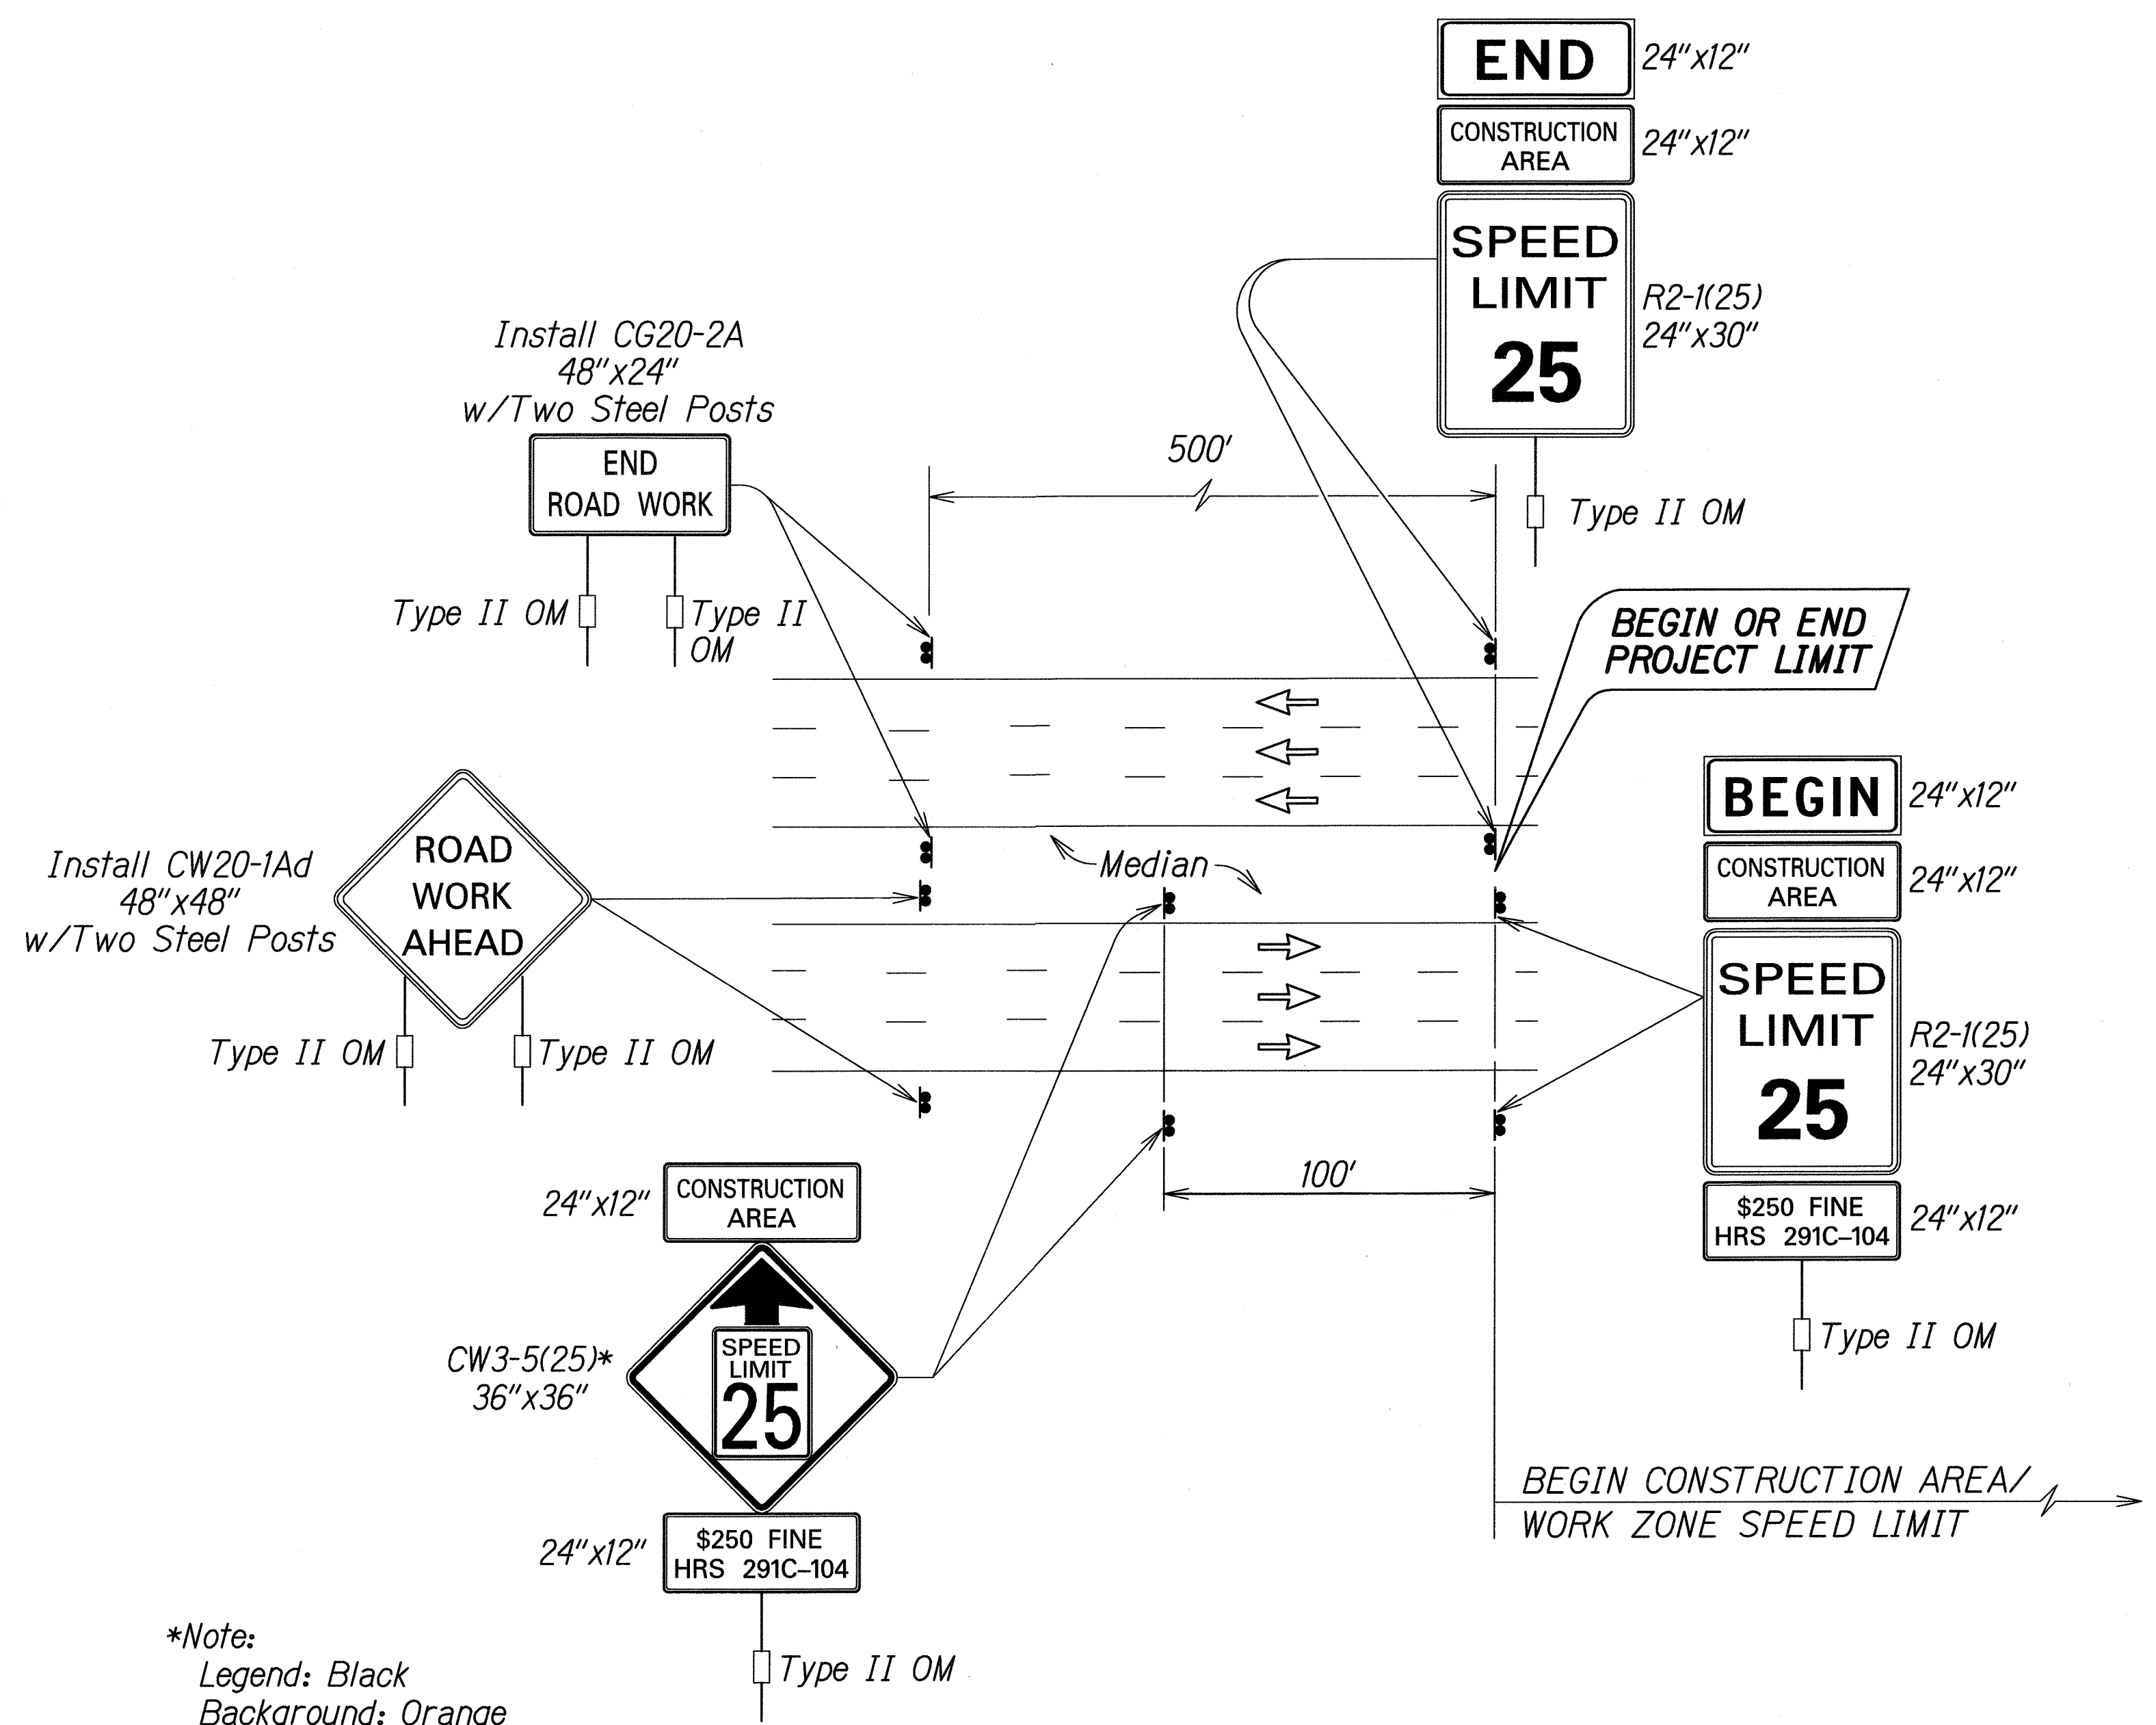 END
24"x12"
CONSTRUCTION
AREA
24"x12"
SPEED
LIMIT
25
R2-1(25)
24"x30"
Type II OM
Install CG20-2A
48"x24"
w/Two Steel Posts
END
ROAD WORK
Type II OM
Type II
OM
500'
BEGIN OR END
PROJECT LIMIT
Install CW20-1Ad
48"x48"
w/Two Steel Posts
ROAD
WORK
AHEAD
Type II OM
Type II OM
Median
BEGIN
24"x12"
CONSTRUCTION
AREA
24"x12"
SPEED
LIMIT
25
R2-1(25)
24"x30"
$250 FINE
HRS 291C–104
24"x12"
Type II OM
100'
24"x12"
CONSTRUCTION
AREA
CW3-5(25)*
36"x36"
SPEED
LIMIT
25
24"x12"
$250 FINE
HRS 291C–104
Type II OM
BEGIN CONSTRUCTION AREA/
WORK ZONE SPEED LIMIT
*Note:
Legend: Black
Background: Orange